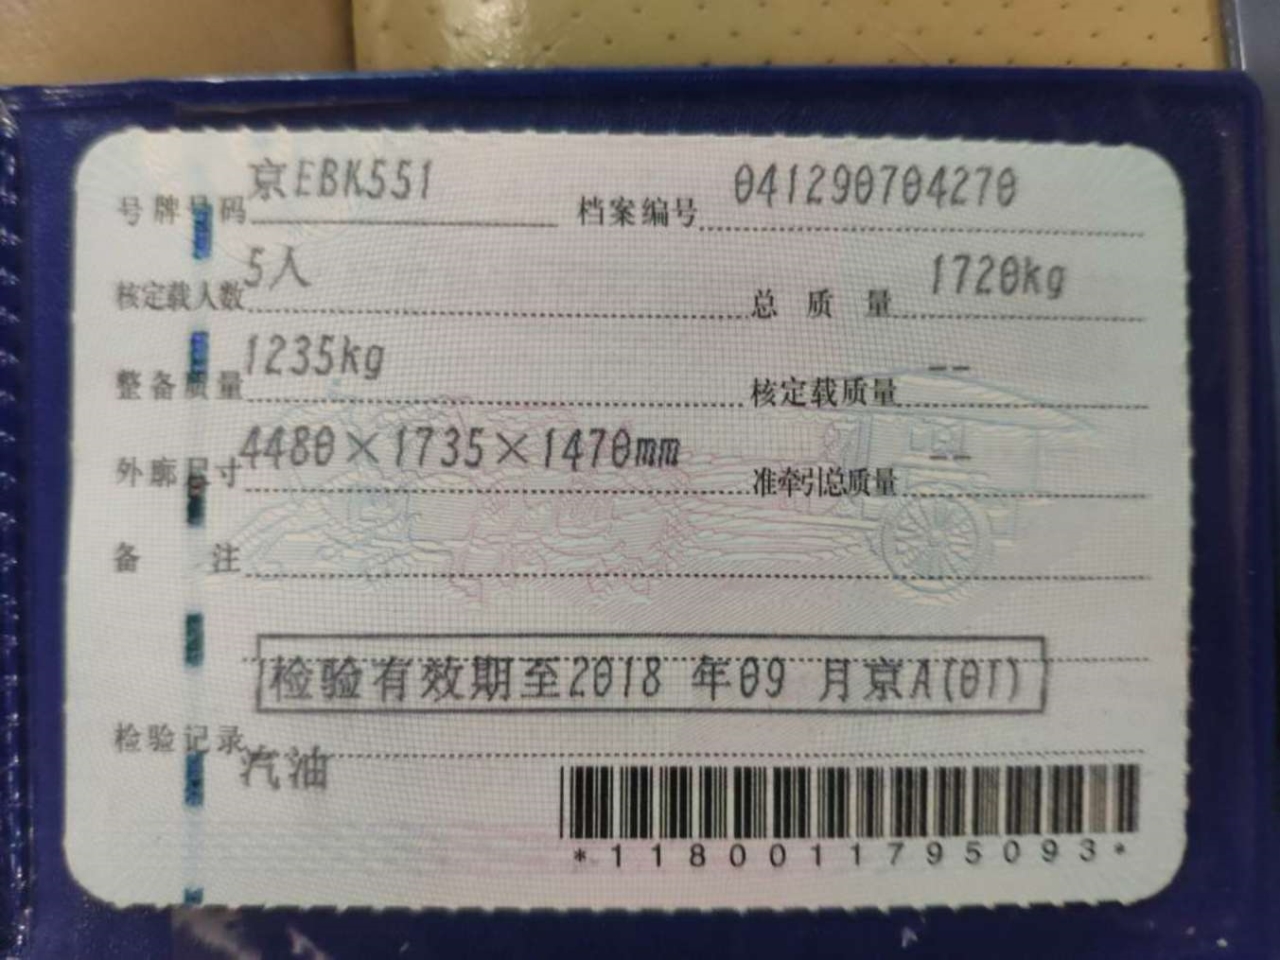 号牌号码 京EBK551 档案编号 041290704270
核定载人数 5人 总质量 1720kg
整备质量 1235kg 核定载质量 --
外廓尺寸 4480×1735×1470mm 准牵引总质量 --
备注
检验有效期至2018 年09 月京A(01)
检验记录
汽油
*1180011795093*